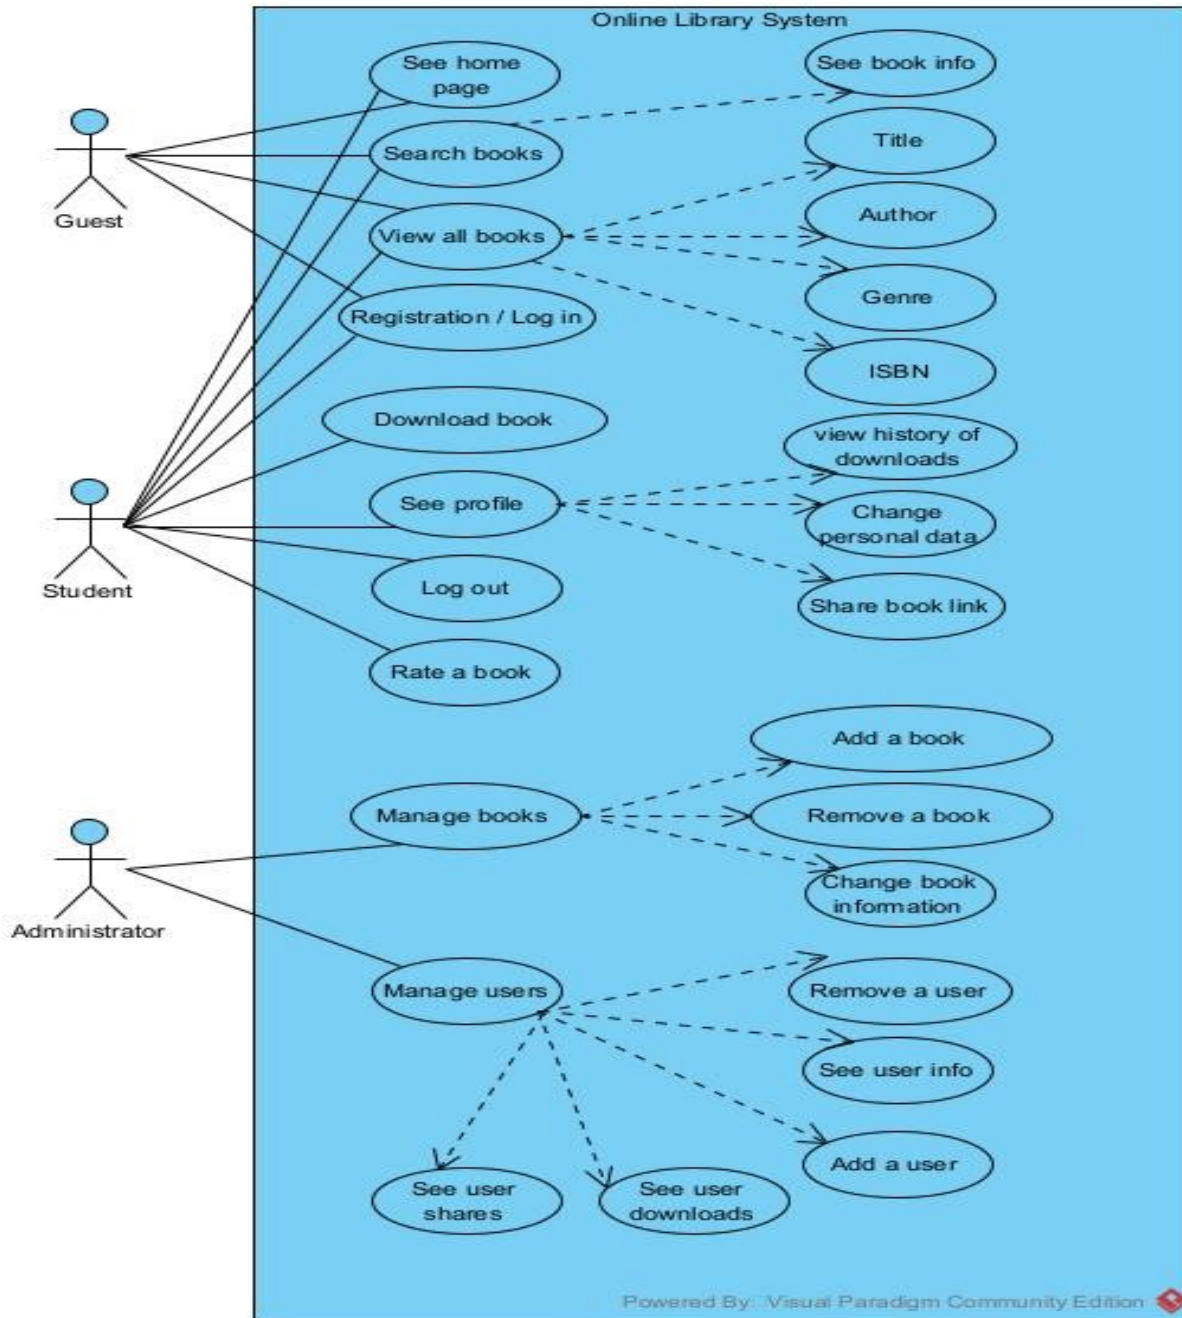 Online Library System
See home
page
See book info
Search books
Title
Guest
View all books
Author
Genre
Registration / Log in
ISBN
Download book
view history of
downloads
Student
See profile
Change
personal data
Log out
Share book link
Rate a book
Add a book
Manage books
Remove a book
Change book
information
Administrator
Manage users
Remove a user
See user info
Add a user
See user
shares
See user
downloads
Powered By: Visual Paradigm Community Edition